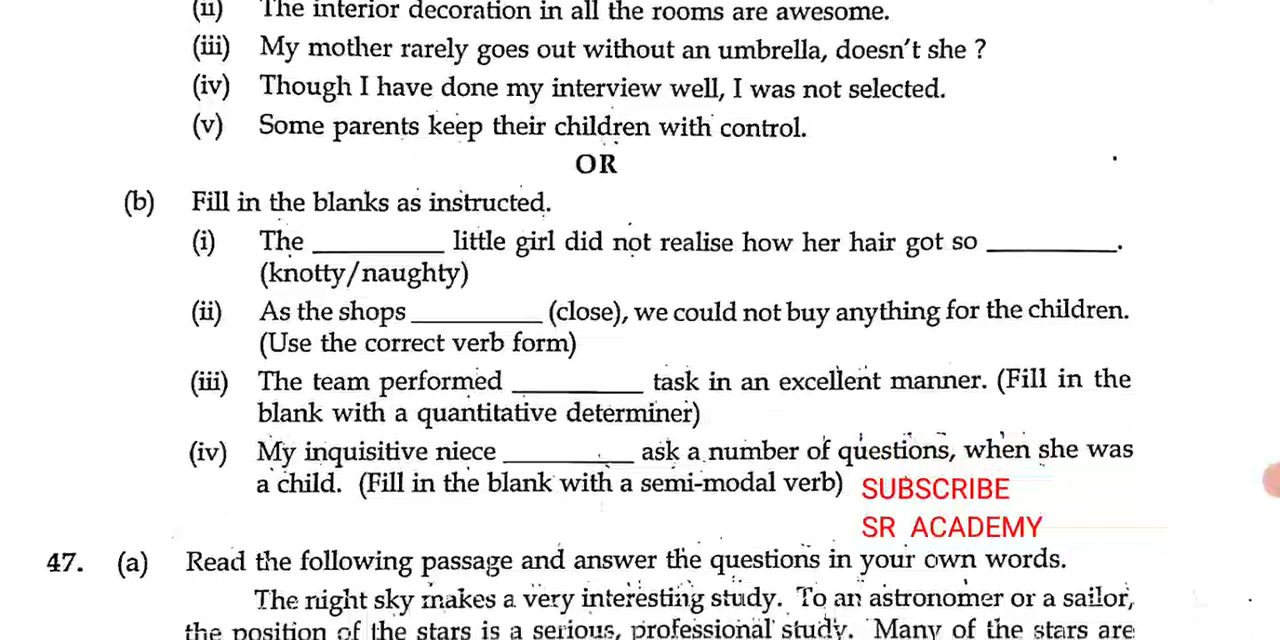 (ii) The interior decoration in all the rooms are awesome.
(iii) My mother rarely goes out without an umbrella, doesn't she ?
(iv) Though I have done my interview well, I was not selected.
(v) Some parents keep their children with control.
OR
(b) Fill in the blanks as instructed.
(i) The __________ little girl did not realise how her hair got so __________.
(knotty/naughty)
(ii) As the shops __________ (close), we could not buy anything for the children.
(Use the correct verb form)
(iii) The team performed __________ task in an excellent manner. (Fill in the
blank with a quantitative determiner)
(iv) My inquisitive niece __________ ask a number of questions, when she was
a child. (Fill in the blank with a semi-modal verb) SUBSCRIBE
SR ACADEMY
47. (a) Read the following passage and answer the questions in your own words.
The night sky makes a very interesting study. To an astronomer or a sailor,
the position of the stars is a serious, professional study. Many of the stars are